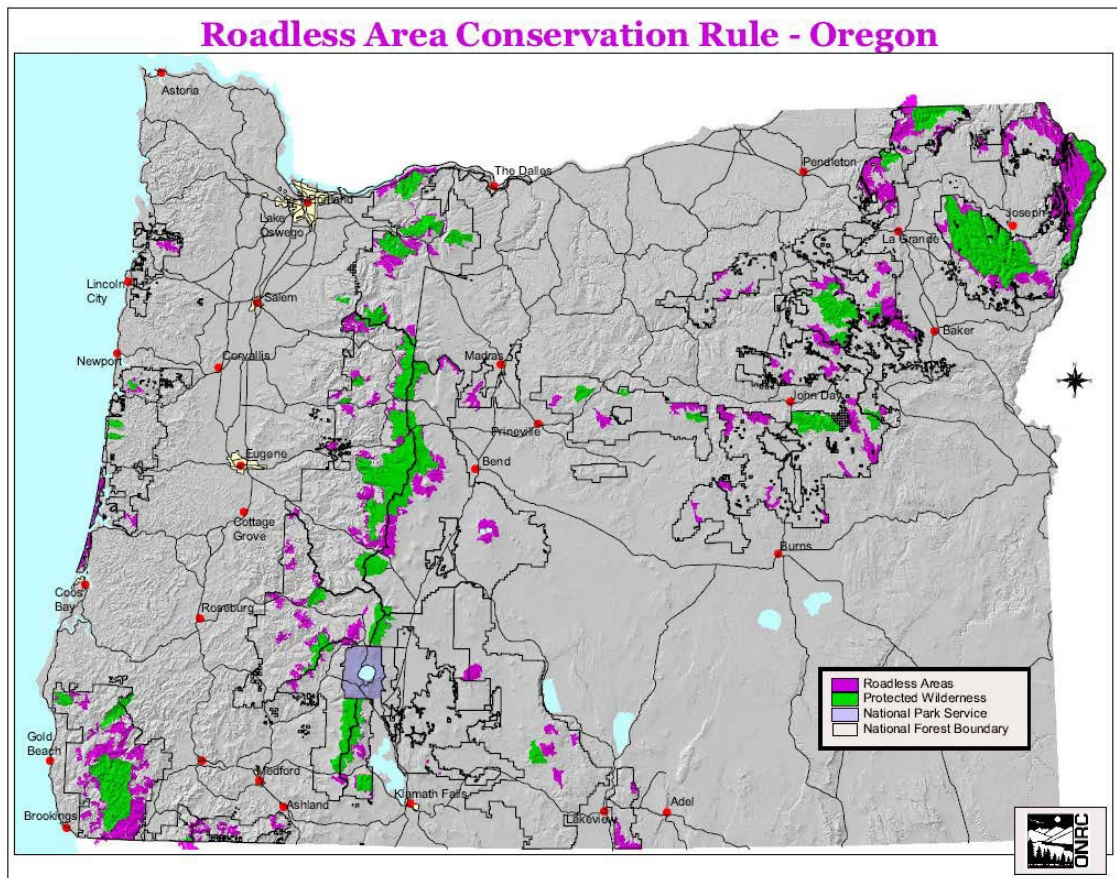 Roadless Area Conservation Rule - Oregon
Astoria
The Dalles
Pendleton
Portland
Lake
Oswego
Joseph
La Grande
Lincoln
City
Salem
Baker
Newport
Corvallis
Madras
John Day
Prineville
Eugene
Bend
Cottage
Grove
Burns
Coos
Bay
Roseburg
Roadless Areas
Protected Wilderness
National Park Service
National Forest Boundary
Gold
Beach
Medford
Klamath Falls
Ashland
Adel
Brookings
Lakeview
ONRC